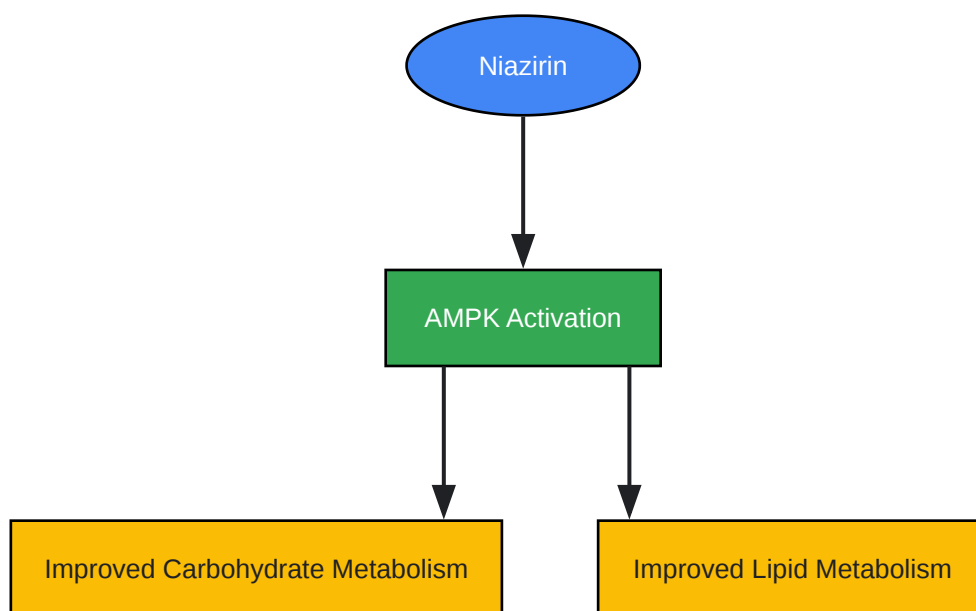 Niazirin
AMPK Activation
Improved Carbohydrate Metabolism
Improved Lipid Metabolism